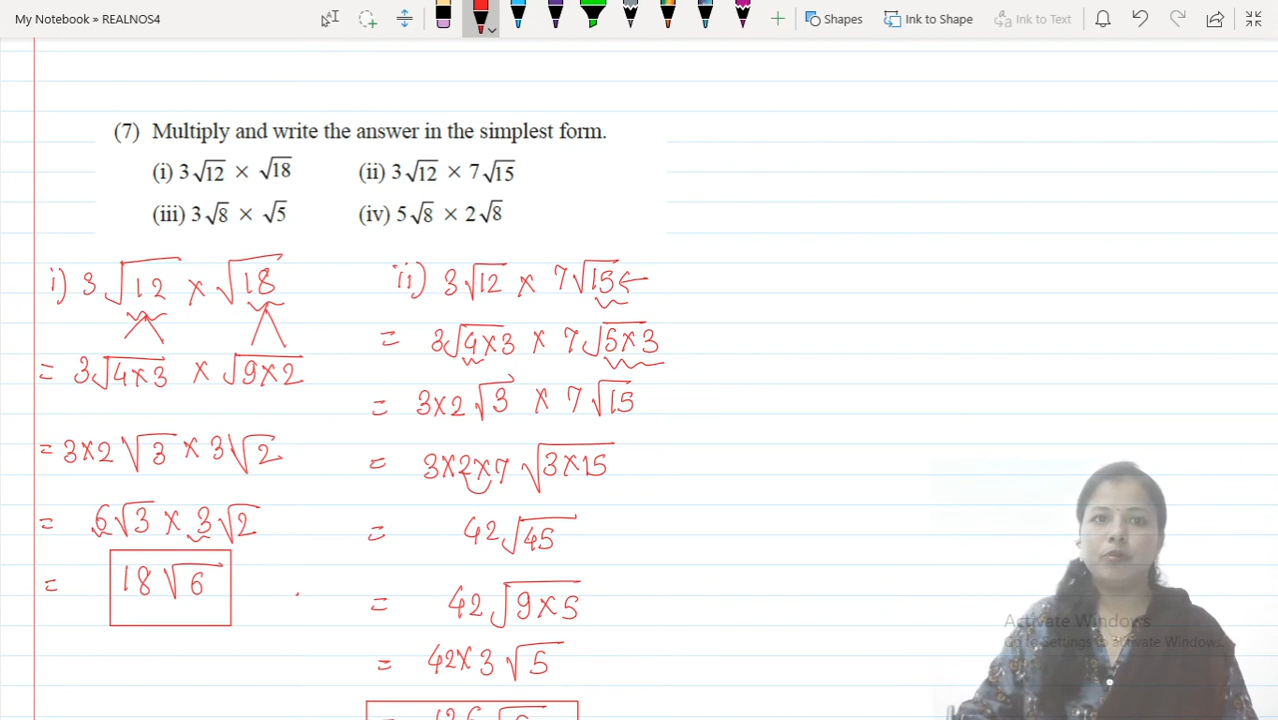 My Notebook » REALNOS4
Shapes
Ink to Shape
Ink to Text
(7) Multiply and write the answer in the simplest form.
(i) 3√12 × √18 (ii) 3√12 × 7√15
(iii) 3√8 × √5 (iv) 5√8 × 2√8
i) 3√12 × √18
= 3√4×3 × √9×2
= 3×2 √3 × 3√2
= 6√3 × 3√2
= 18√6
ii) 3√12 × 7√15 ←
= 3√4×3 × 7√5×3
= 3×2 √3 × 7√15
= 3×2×7 √3×15
= 42√45
= 42√9×5
= 42×3 √5
= 126
Activate Windows
Go to Settings to activate Windows.